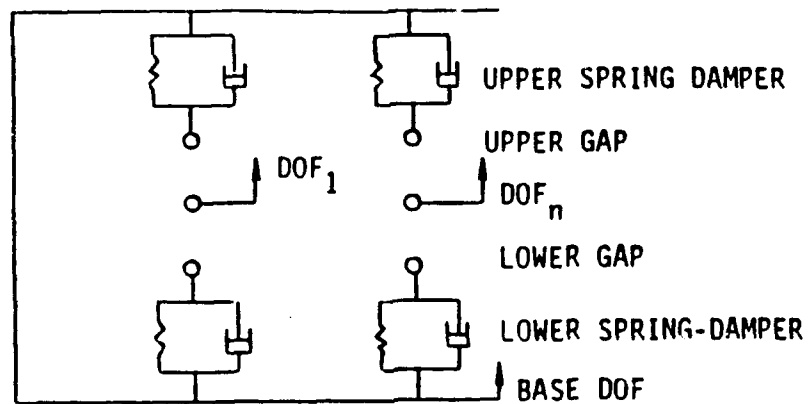 UPPER SPRING DAMPER
UPPER GAP
DOF1
DOFn
LOWER GAP
LOWER SPRING-DAMPER
BASE DOF